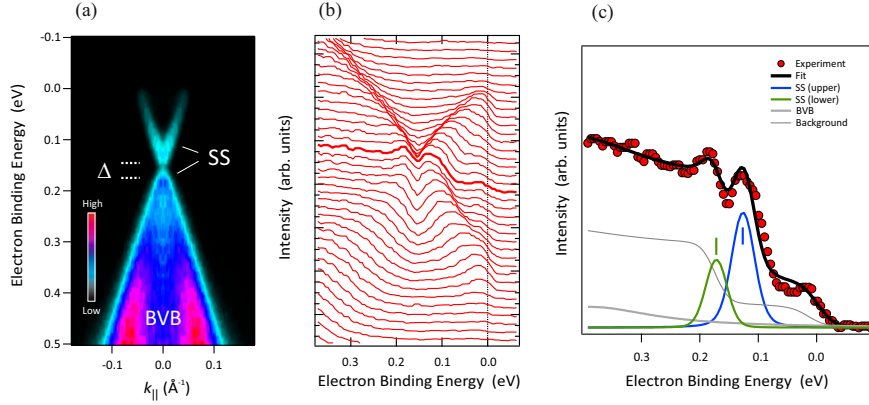 (a)
-0.1
0.0
0.1
0.2
0.3
0.4
0.5
Electron Binding Energy (eV)
Δ
SS
High
Low
BVB
-0.1 0.0 0.1
k|| (Å⁻¹)
(b)
Intensity (arb. units)
0.3 0.2 0.1 0.0
Electron Binding Energy (eV)
(c)
Experiment
Fit
SS (upper)
SS (lower)
BVB
Background
Intensity (arb. units)
0.3 0.2 0.1 0.0
Electron Binding Energy (eV)